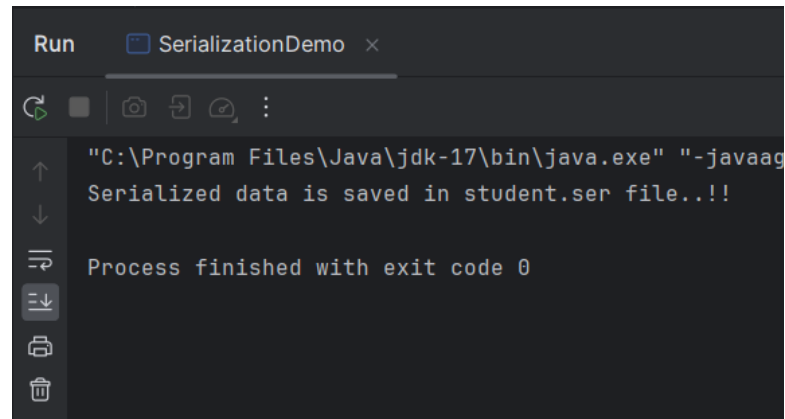 Run SerializationDemo
"C:\Program Files\Java\jdk-17\bin\java.exe" "-javaag
Serialized data is saved in student.ser file..!!
Process finished with exit code 0